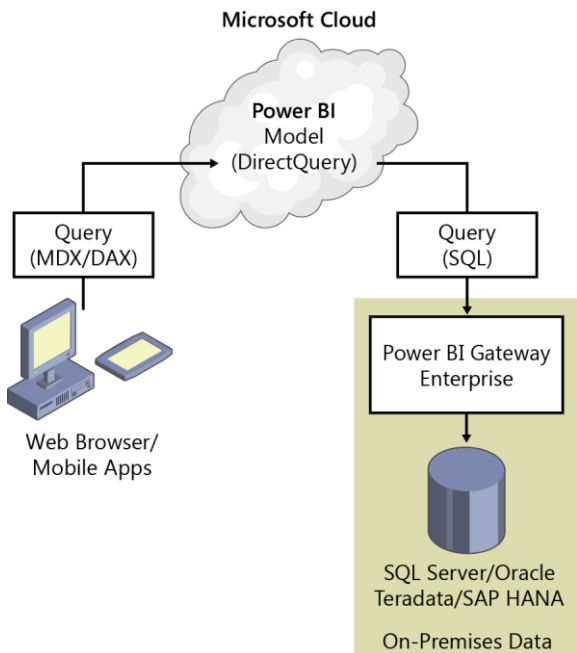 Microsoft Cloud
Power BI
Model
(DirectQuery)
Query
(MDX/DAX)
Query
(SQL)
Web Browser/
Mobile Apps
Power BI Gateway
Enterprise
SQL Server/Oracle
Teradata/SAP HANA
On-Premises Data